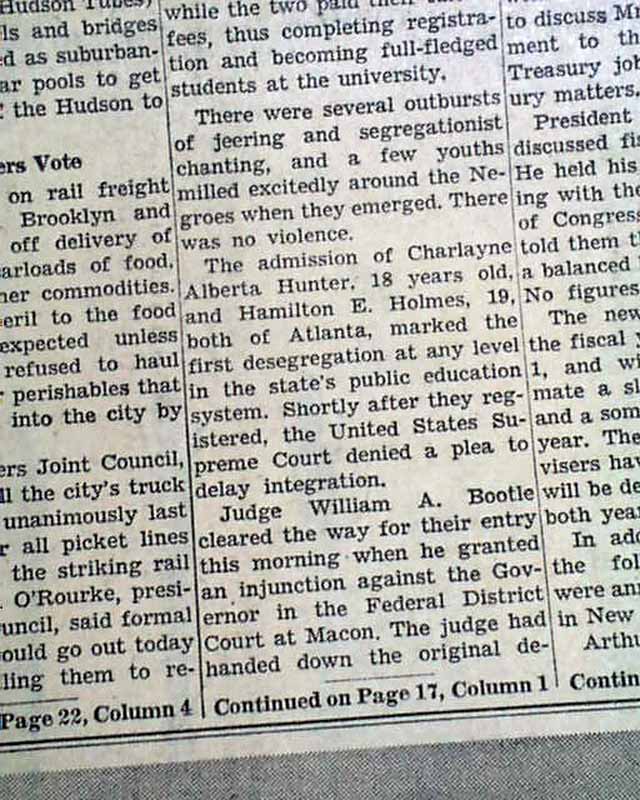 Hudson Tubes,
ls and bridges
ed as suburban-
ar pools to get
the Hudson to
ers Vote
on rail freight
Brooklyn and
off delivery of
arloads of food,
her commodities.
eril to the food
expected unless
refused to haul
perishables that
into the city by
ers Joint Council,
ll the city's truck
unanimously last
r all picket lines
the striking rail
. O'Rourke, presi-
uncil, said formal
ould go out today
ling them to re-
Page 22, Column 4
while the two paid their
fees, thus completing registra-
tion and becoming full-fledged
students at the university.
There were several outbursts
of jeering and segregationist
chanting, and a few youths
milled excitedly around the Ne-
groes when they emerged. There
was no violence.
The admission of Charlayne
Alberta Hunter, 18 years old,
and Hamilton E. Holmes, 19,
both of Atlanta, marked the
first desegregation at any level
in the state's public education
system. Shortly after they reg-
istered, the United States Su-
preme Court denied a plea to
delay integration.
Judge William A. Bootle
cleared the way for their entry
this morning when he granted
an injunction against the Gov-
ernor in the Federal District
Court at Macon. The judge had
handed down the original de-
Continued on Page 17, Column 1
to discuss M
ment to th
Treasury job
ury matters.
President
discussed fis
He held his
ing with the
of Congress
told them th
a balanced
No figures
The new
the fiscal y
1, and wi
mate a sl
and a som
year. The
visers hav
will be de
both yea
In add
the fol
were ann
in New
Arthu
Contin